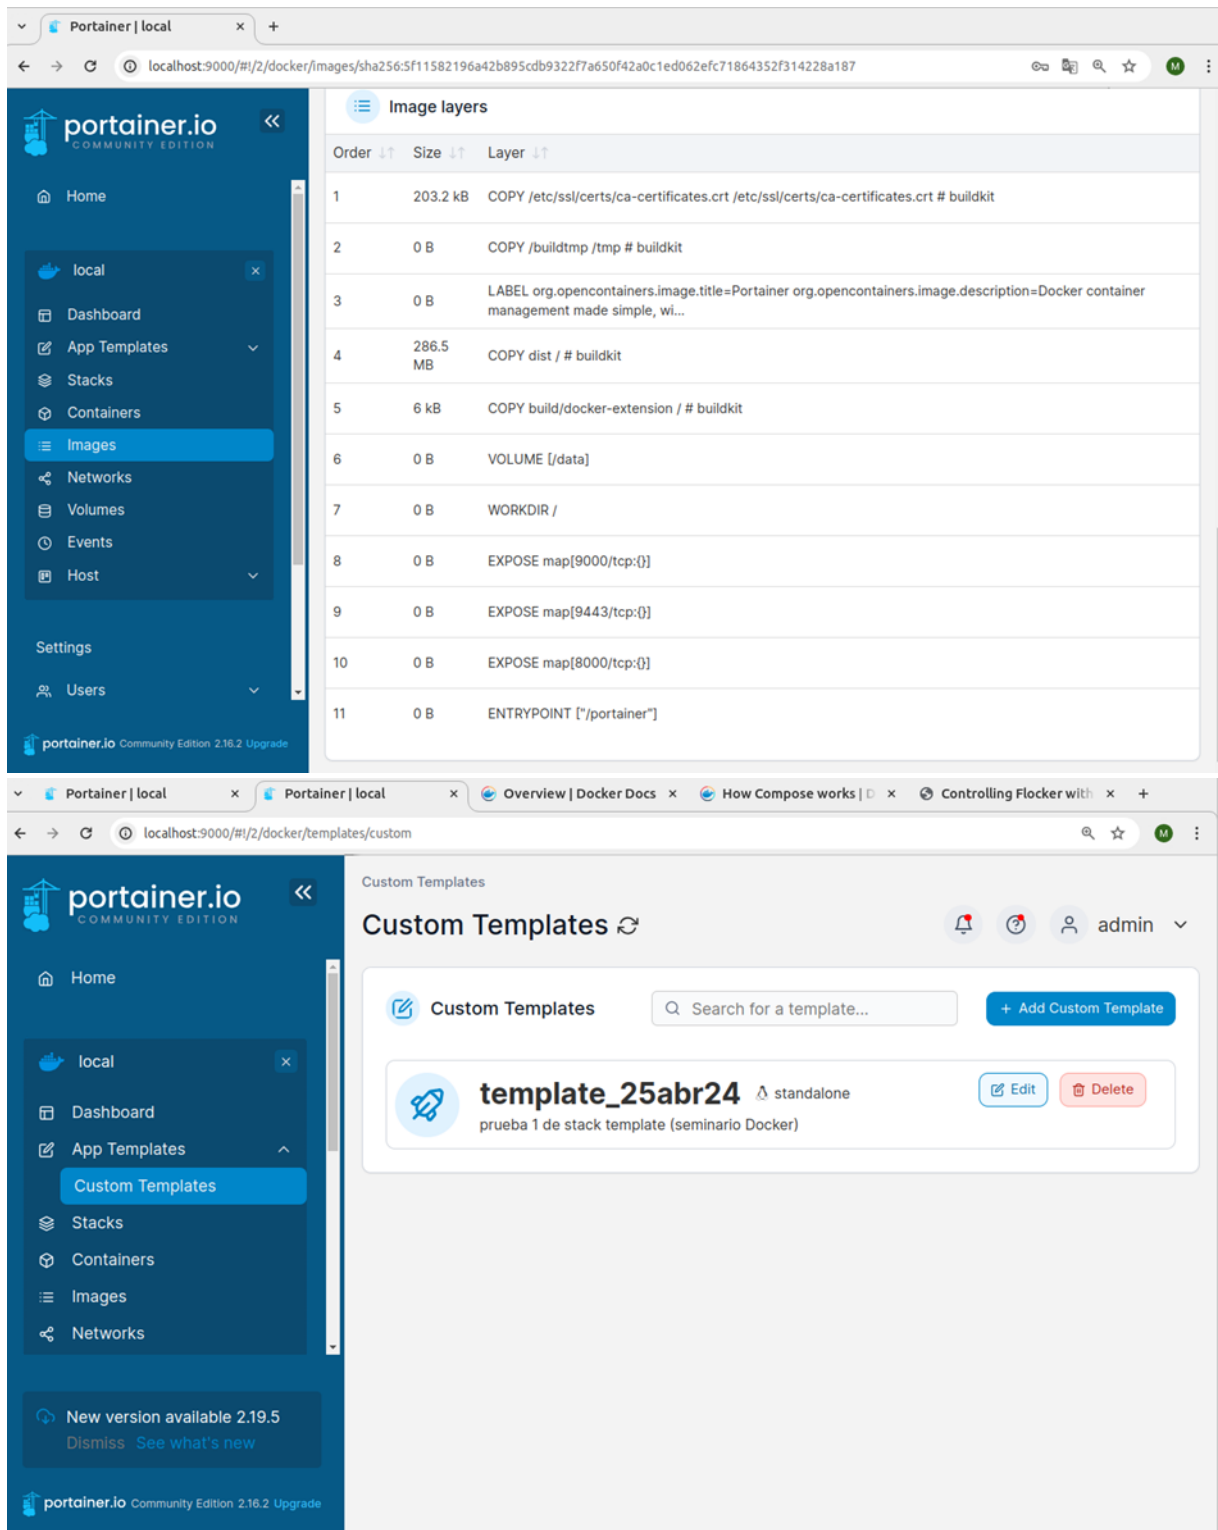 Portainer | local
localhost:9000/#!/2/docker/images/sha256:5f11582196a42b895cdb9322f7a650f42a0c1ed062efc71864352f314228a187
M
portainer.io
COMMUNITY EDITION
Home
local
Dashboard
App Templates
Stacks
Containers
Images
Networks
Volumes
Events
Host
Settings
Users
portainer.io Community Edition 2.16.2 Upgrade
Image layers
Order Size Layer
1 203.2 kB COPY /etc/ssl/certs/ca-certificates.crt /etc/ssl/certs/ca-certificates.crt # buildkit
2 0 B COPY /buildtmp /tmp # buildkit
3 0 B LABEL org.opencontainers.image.title=Portainer org.opencontainers.image.description=Docker container
management made simple, wi...
4 286.5 MB COPY dist / # buildkit
5 6 kB COPY build/docker-extension / # buildkit
6 0 B VOLUME [/data]
7 0 B WORKDIR /
8 0 B EXPOSE map[9000/tcp:{}]
9 0 B EXPOSE map[9443/tcp:{}]
10 0 B EXPOSE map[8000/tcp:{}]
11 0 B ENTRYPOINT ["/portainer"]
Portainer | local Portainer | local Overview | Docker Docs How Compose works | D Controlling Flocker with
localhost:9000/#!/2/docker/templates/custom
M
portainer.io
COMMUNITY EDITION
Home
local
Dashboard
App Templates
Custom Templates
Stacks
Containers
Images
Networks
New version available 2.19.5
Dismiss See what's new
portainer.io Community Edition 2.16.2 Upgrade
Custom Templates
Custom Templates
admin
Custom Templates
Search for a template...
+ Add Custom Template
template_25abr24 standalone
prueba 1 de stack template (seminario Docker)
Edit
Delete